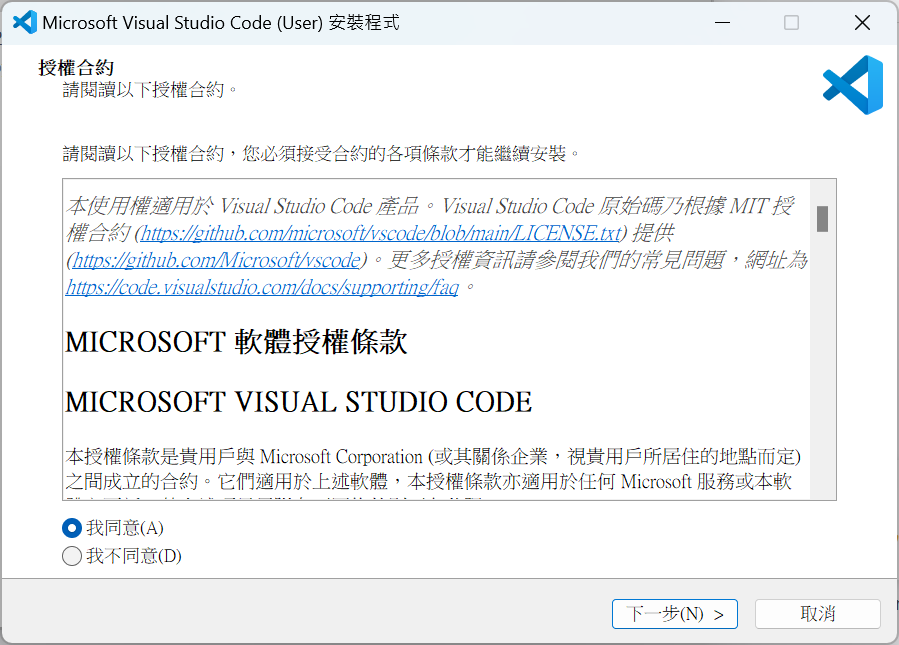 Microsoft Visual Studio Code (User) 安裝程式
授權合約
請閱讀以下授權合約。
請閱讀以下授權合約，您必須接受合約的各項條款才能繼續安裝。
本使用權適用於 Visual Studio Code 產品。Visual Studio Code 原始碼乃根據 MIT 授
權合約 (https://github.com/microsoft/vscode/blob/main/LICENSE.txt) 提供
(https://github.com/Microsoft/vscode)。更多授權資訊請參閱我們的常見問題，網址為
https://code.visualstudio.com/docs/supporting/faq。
MICROSOFT 軟體授權條款
MICROSOFT VISUAL STUDIO CODE
本授權條款是貴用戶與 Microsoft Corporation (或其關係企業，視貴用戶所居住的地點而定)
之間成立的合約。它們適用於上述軟體，本授權條款亦適用於任何 Microsoft 服務或本軟
我同意(A)
我不同意(D)
下一步(N) >
取消